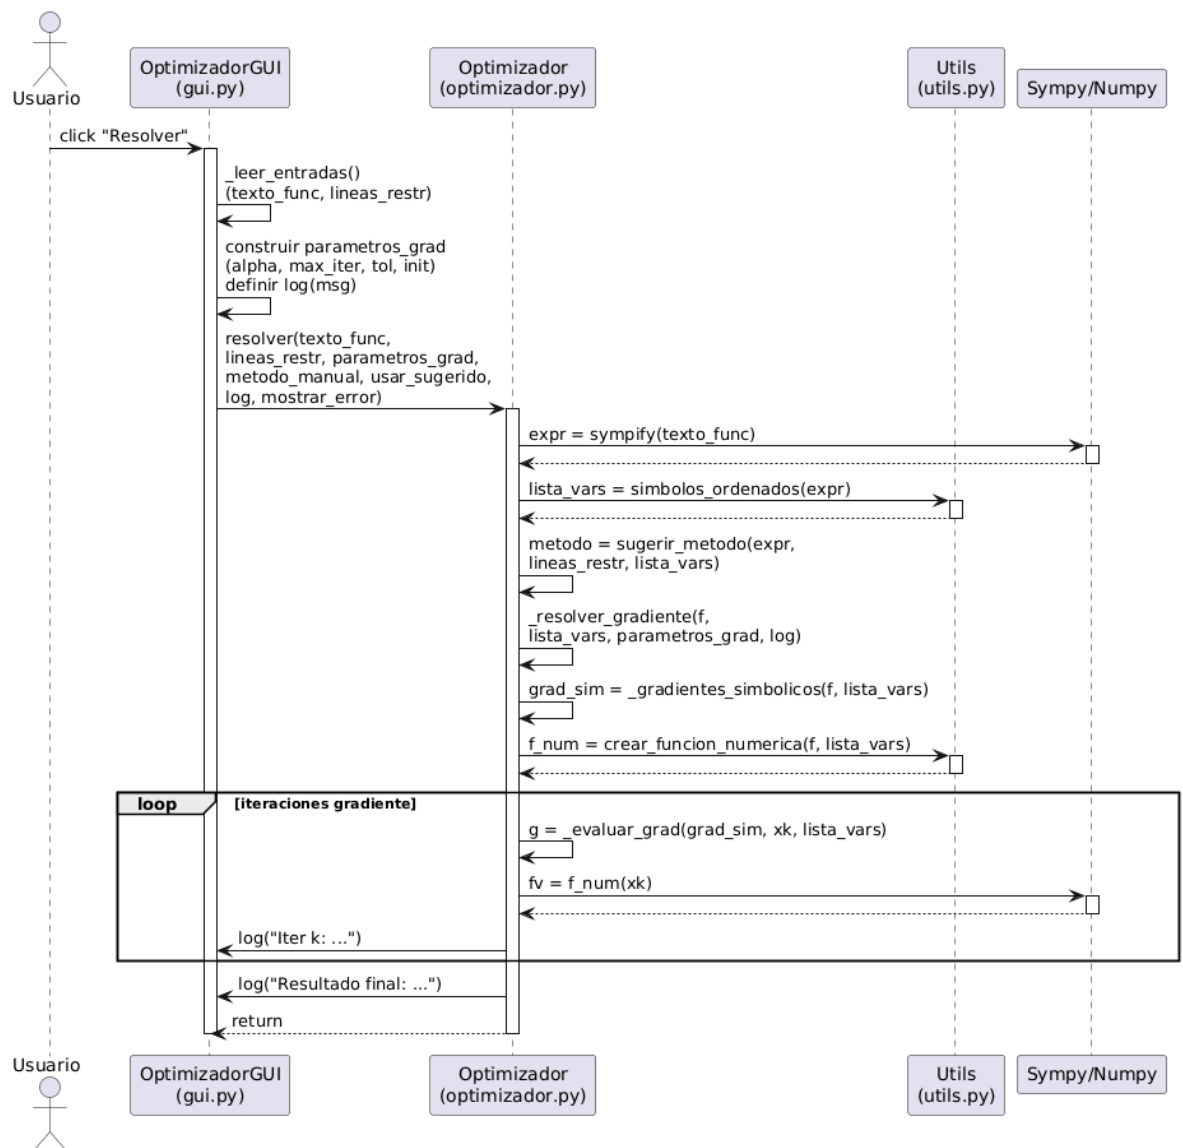 Usuario
OptimizadorGUI
(gui.py)
Optimizador
(optimizador.py)
Utils
(utils.py)
Sympy/Numpy
click "Resolver"
_leer_entradas()
(texto_func, lineas_restr)
construir parametros_grad
(alpha, max_iter, tol, init)
definir log(msg)
resolver(texto_func,
lineas_restr, parametros_grad,
metodo_manual, usar_sugerido,
log, mostrar_error)
expr = sympify(texto_func)
lista_vars = simbolos_ordenados(expr)
metodo = sugerir_metodo(expr,
lineas_restr, lista_vars)
_resolver_gradiente(f,
lista_vars, parametros_grad, log)
grad_sim = _gradientes_simbolicos(f, lista_vars)
f_num = crear_funcion_numerica(f, lista_vars)
loop
[iteraciones gradiente]
g = _evaluar_grad(grad_sim, xk, lista_vars)
fv = f_num(xk)
log("Iter k: ...")
log("Resultado final: ...")
return
Usuario
OptimizadorGUI
(gui.py)
Optimizador
(optimizador.py)
Utils
(utils.py)
Sympy/Numpy